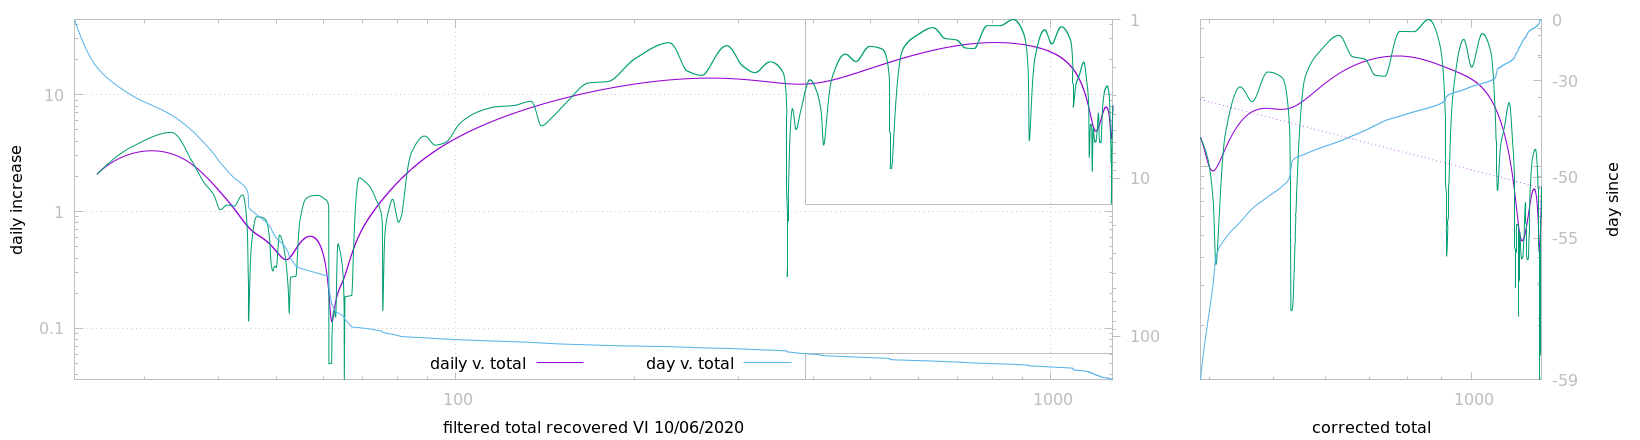 daily increase
10
1
0.1
daily v. total
day v. total
100
1000
1
10
100
filtered total recovered VI 10/06/2020
1000
corrected total
0
-30
-50
-55
-59
day since